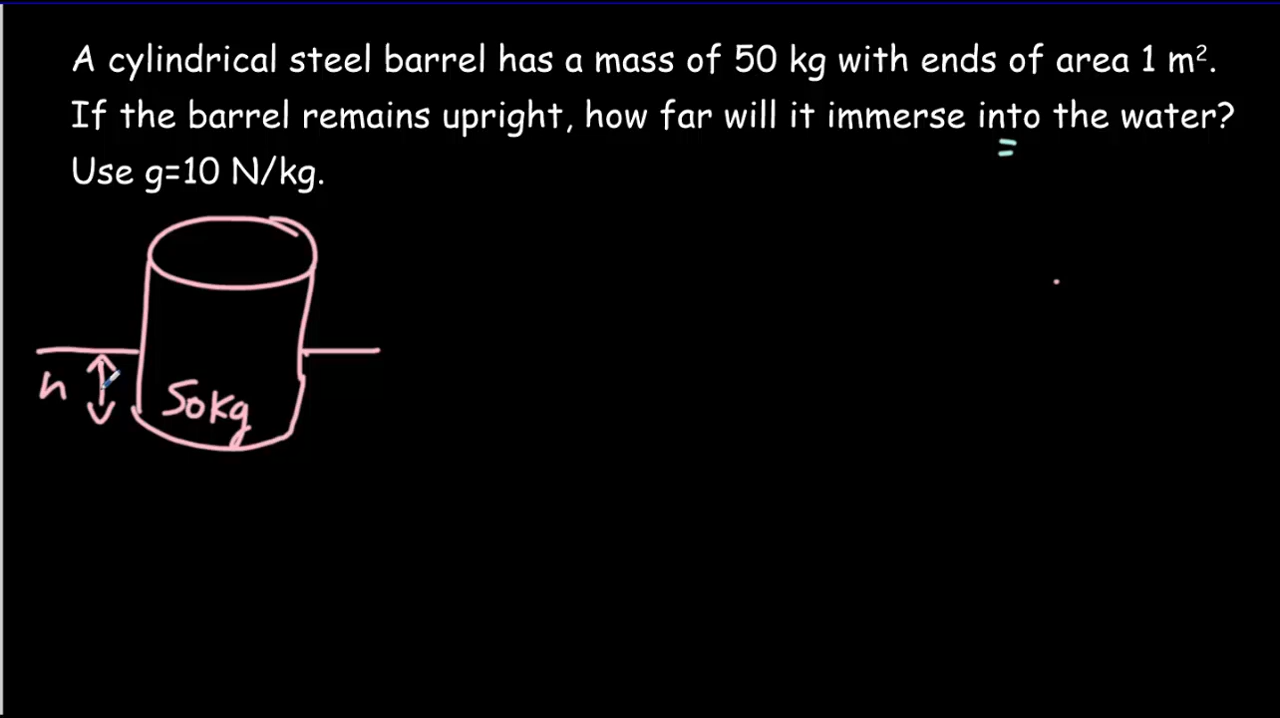 A cylindrical steel barrel has a mass of 50 kg with ends of area 1 m².
If the barrel remains upright, how far will it immerse into the water?
Use g=10 N/kg.
h
50kg